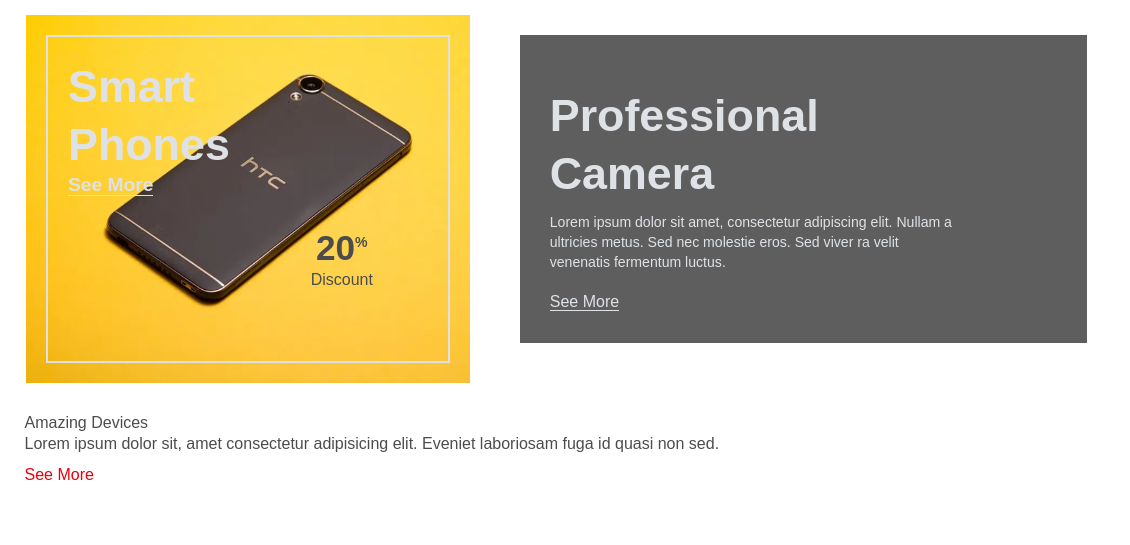 Smart
Phones
See More
hTC
20%
Discount
Professional
Camera
Lorem ipsum dolor sit amet, consectetur adipiscing elit. Nullam a
ultricies metus. Sed nec molestie eros. Sed viver ra velit
venenatis fermentum luctus.
See More
Amazing Devices
Lorem ipsum dolor sit, amet consectetur adipisicing elit. Eveniet laboriosam fuga id quasi non sed.
See More